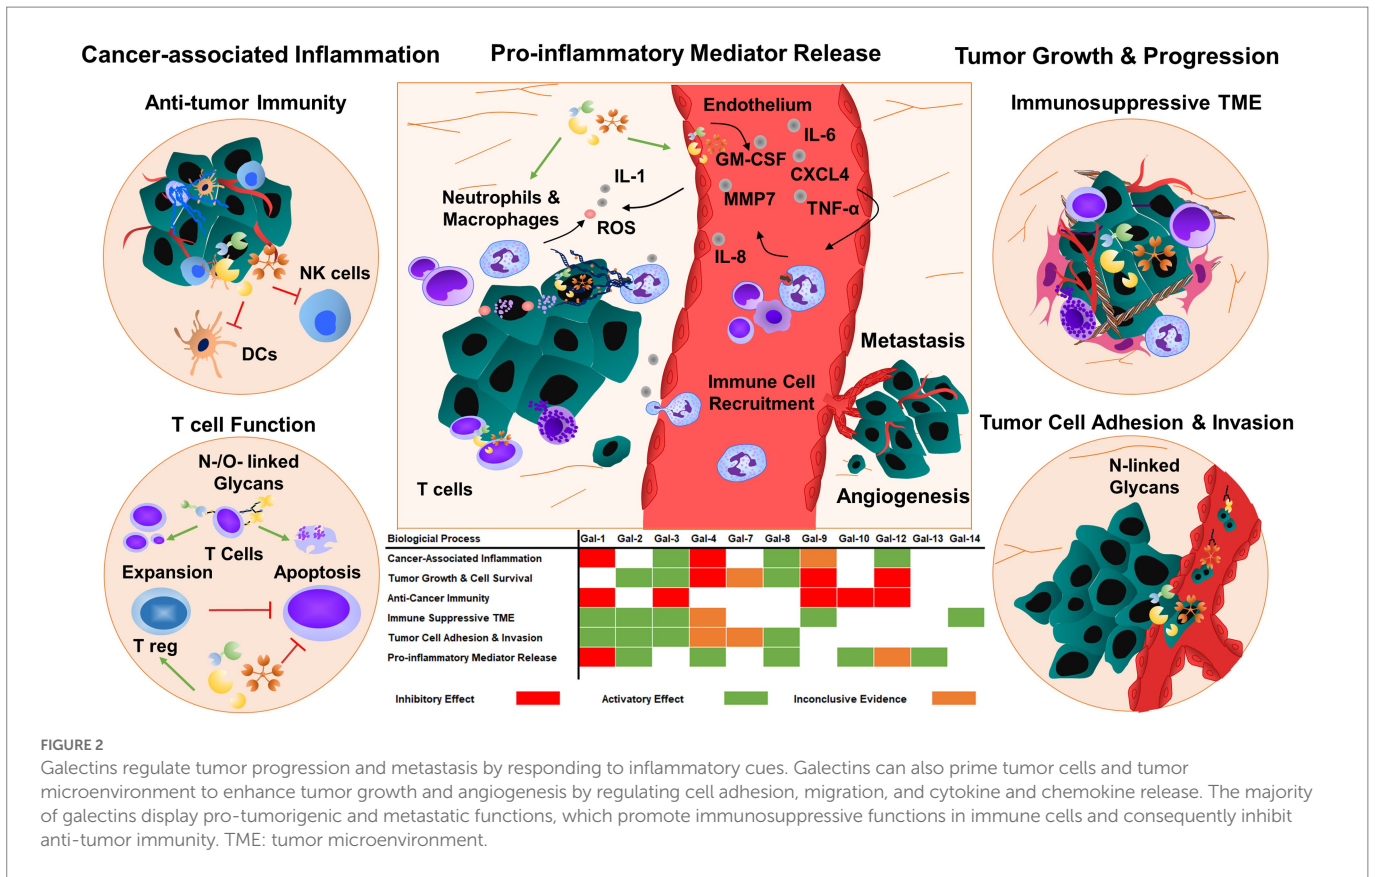 Cancer-associated Inflammation
Pro-inflammatory Mediator Release
Tumor Growth & Progression
Anti-tumor Immunity
NK cells
DCs
T cell Function
N-/O- linked
Glycans
T Cells
Expansion
Apoptosis
T reg
Endothelium
IL-6
GM-CSF
CXCL4
MMP7
TNF-α
IL-8
IL-1
ROS
Neutrophils &
Macrophages
T cells
Immune Cell
Recruitment
Metastasis
Angiogenesis
Immunosuppressive TME
Tumor Cell Adhesion & Invasion
N-linked
Glycans
Biologicial Process Gal-1 Gal-2 Gal-3 Gal-4 Gal-7 Gal-8 Gal-9 Gal-10 Gal-12 Gal-13 Gal-14
Cancer-Associated Inflammation
Tumor Growth & Cell Survival
Anti-Cancer Immunity
Immune Suppressive TME
Tumor Cell Adhesion & Invasion
Pro-inflammatory Mediator Release
Inhibitory Effect Activatory Effect Inconclusive Evidence
FIGURE 2
Galectins regulate tumor progression and metastasis by responding to inflammatory cues. Galectins can also prime tumor cells and tumor
microenvironment to enhance tumor growth and angiogenesis by regulating cell adhesion, migration, and cytokine and chemokine release. The majority
of galectins display pro-tumorigenic and metastatic functions, which promote immunosuppressive functions in immune cells and consequently inhibit
anti-tumor immunity. TME: tumor microenvironment.